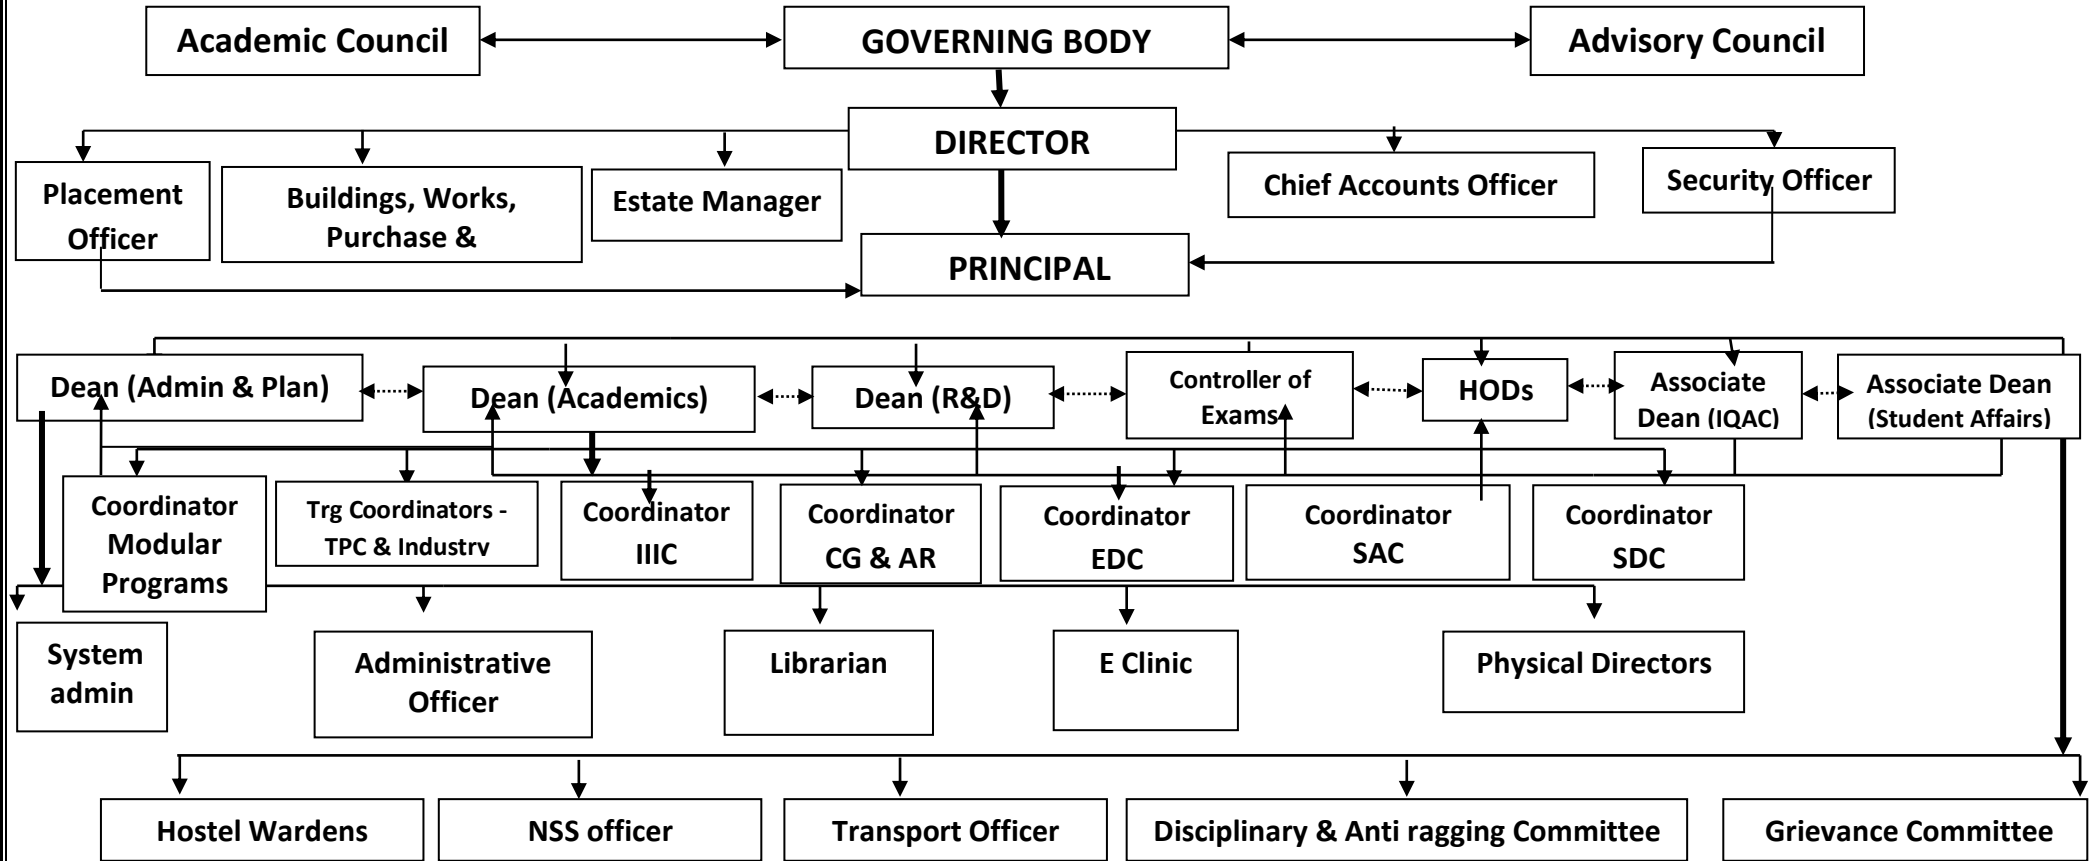 Academic Council
GOVERNING BODY
Advisory Council
DIRECTOR
Placement
Officer
Buildings, Works,
Purchase &
Estate Manager
Chief Accounts Officer
Security Officer
PRINCIPAL
Dean (Admin & Plan)
Dean (Academics)
Dean (R&D)
Controller of
Exams
HODs
Associate
Dean (IQAC)
Associate Dean
(Student Affairs)
Coordinator
Modular
Programs
Trg Coordinators -
TPC & Industry
Coordinator
IIIC
Coordinator
CG & AR
Coordinator
EDC
Coordinator
SAC
Coordinator
SDC
System
admin
Administrative
Officer
Librarian
E Clinic
Physical Directors
Hostel Wardens
NSS officer
Transport Officer
Disciplinary & Anti ragging Committee
Grievance Committee